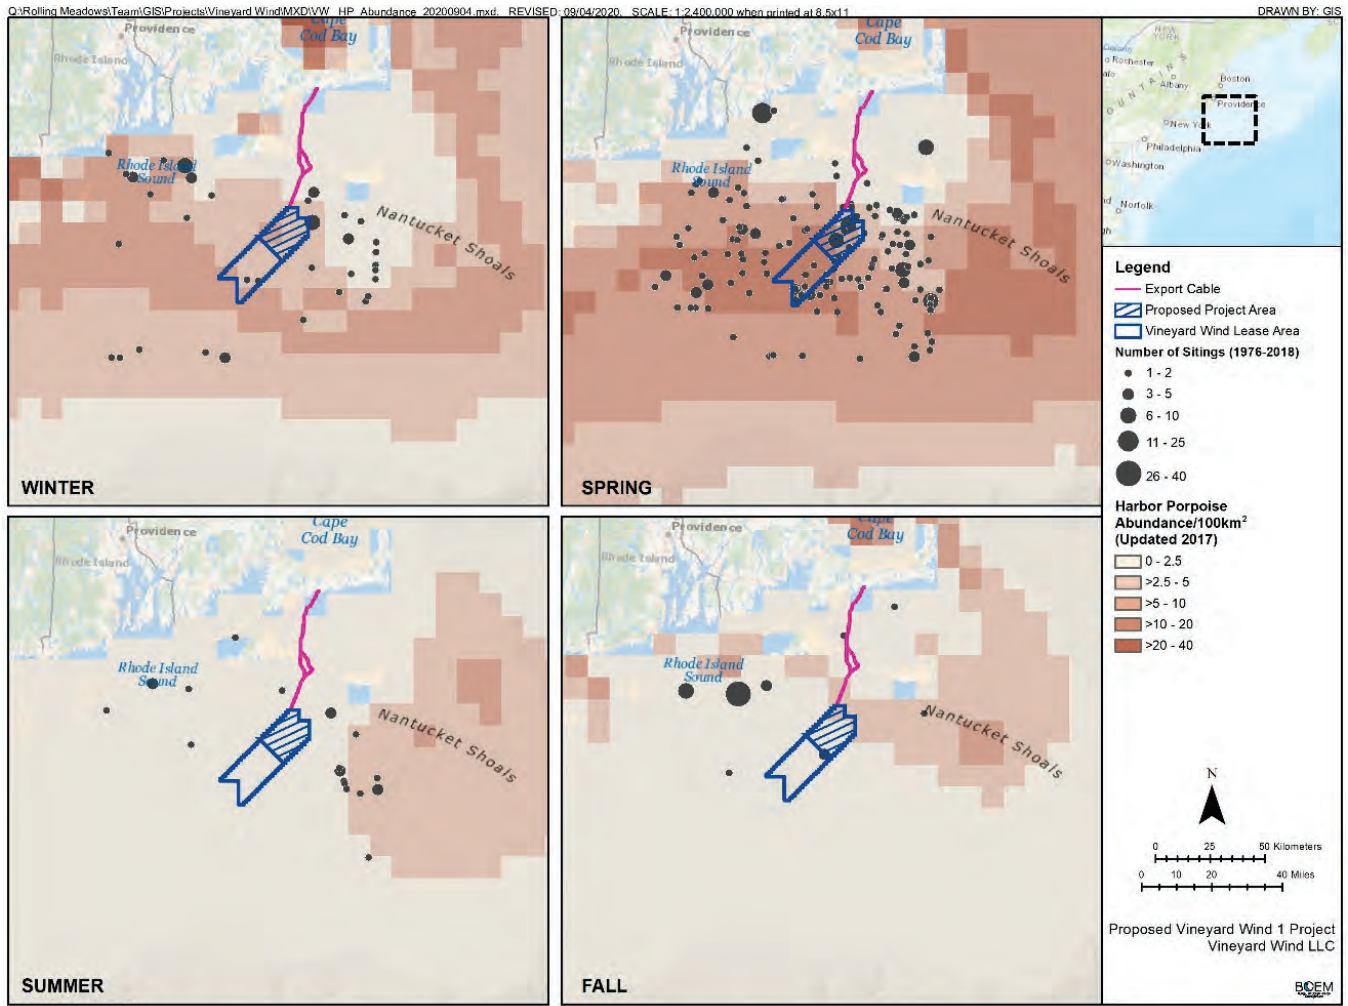 Q:\Rolling Meadows\Team\GIS\Projects\Vineyard Wind\MXD\VW_HP_Abundance_20200904.mxd. REVISED: 09/04/2020. SCALE: 1:2,400,000 when printed at 8.5x11
DRAWN BY: GIS
Cape
Cod Bay
Providence
Rhode Island
Rhode Island
Sound
Nantucket Shoals
WINTER
Cape
Cod Bay
Providence
Rhode Island
Rhode Island
Sound
Nantucket Shoals
SPRING
Cape
Cod Bay
Providence
Rhode Island
Rhode Island
Sound
Nantucket Shoals
SUMMER
Cape
Cod Bay
Providence
Rhode Island
Rhode Island
Sound
Nantucket Shoals
FALL
NEW
YORK
Rochester
Albany
Boston
OUNTAINS
Providence
New York
Philadelphia
Washington
Norfolk
Legend
Export Cable
Proposed Project Area
Vineyard Wind Lease Area
Number of Sitings (1976-2018)
1 - 2
3 - 5
6 - 10
11 - 25
26 - 40
Harbor Porpoise
Abundance/100km²
(Updated 2017)
0 - 2.5
>2.5 - 5
>5 - 10
>10 - 20
>20 - 40
N
0 25 50 Kilometers
0 10 20 40 Miles
Proposed Vineyard Wind 1 Project
Vineyard Wind LLC
BOEM